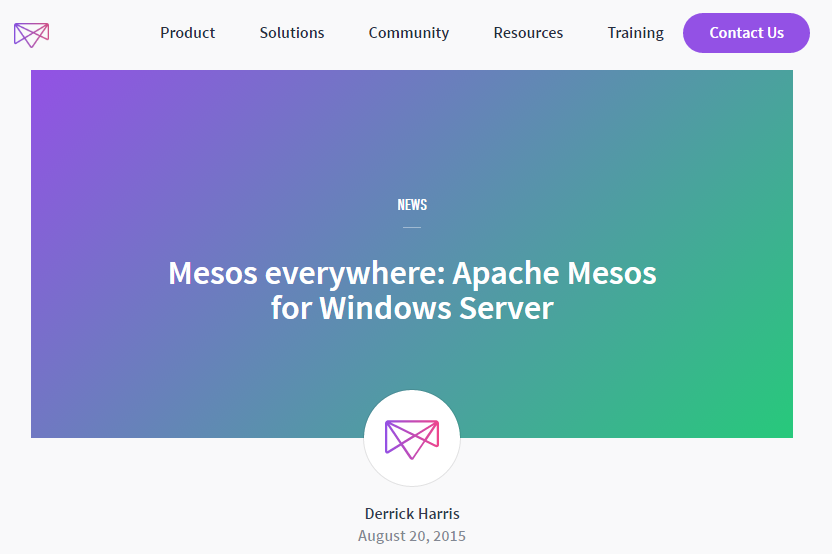 Product Solutions Community Resources Training Contact Us
NEWS
Mesos everywhere: Apache Mesos
for Windows Server
Derrick Harris
August 20, 2015